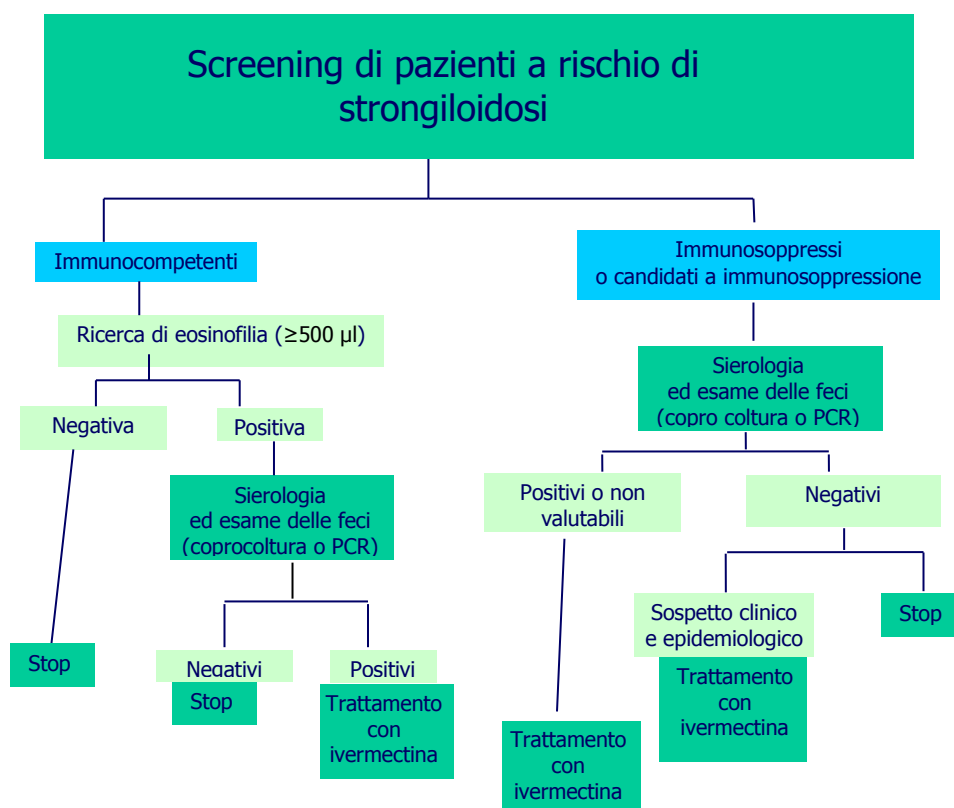 Screening di pazienti a rischio di
strongiloidosi
Immunocompetenti
Immunosoppressi
o candidati a immunosoppressione
Ricerca di eosinofilia (≥500 µl)
Negativa
Positiva
Sierologia
ed esame delle feci
(coprocoltura o PCR)
Stop
Negativi
Stop
Positivi
Trattamento
con
ivermectina
Sierologia
ed esame delle feci
(copro coltura o PCR)
Positivi o non
valutabili
Trattamento
con
ivermectina
Negativi
Sospetto clinico
e epidemiologico
Trattamento
con
ivermectina
Stop